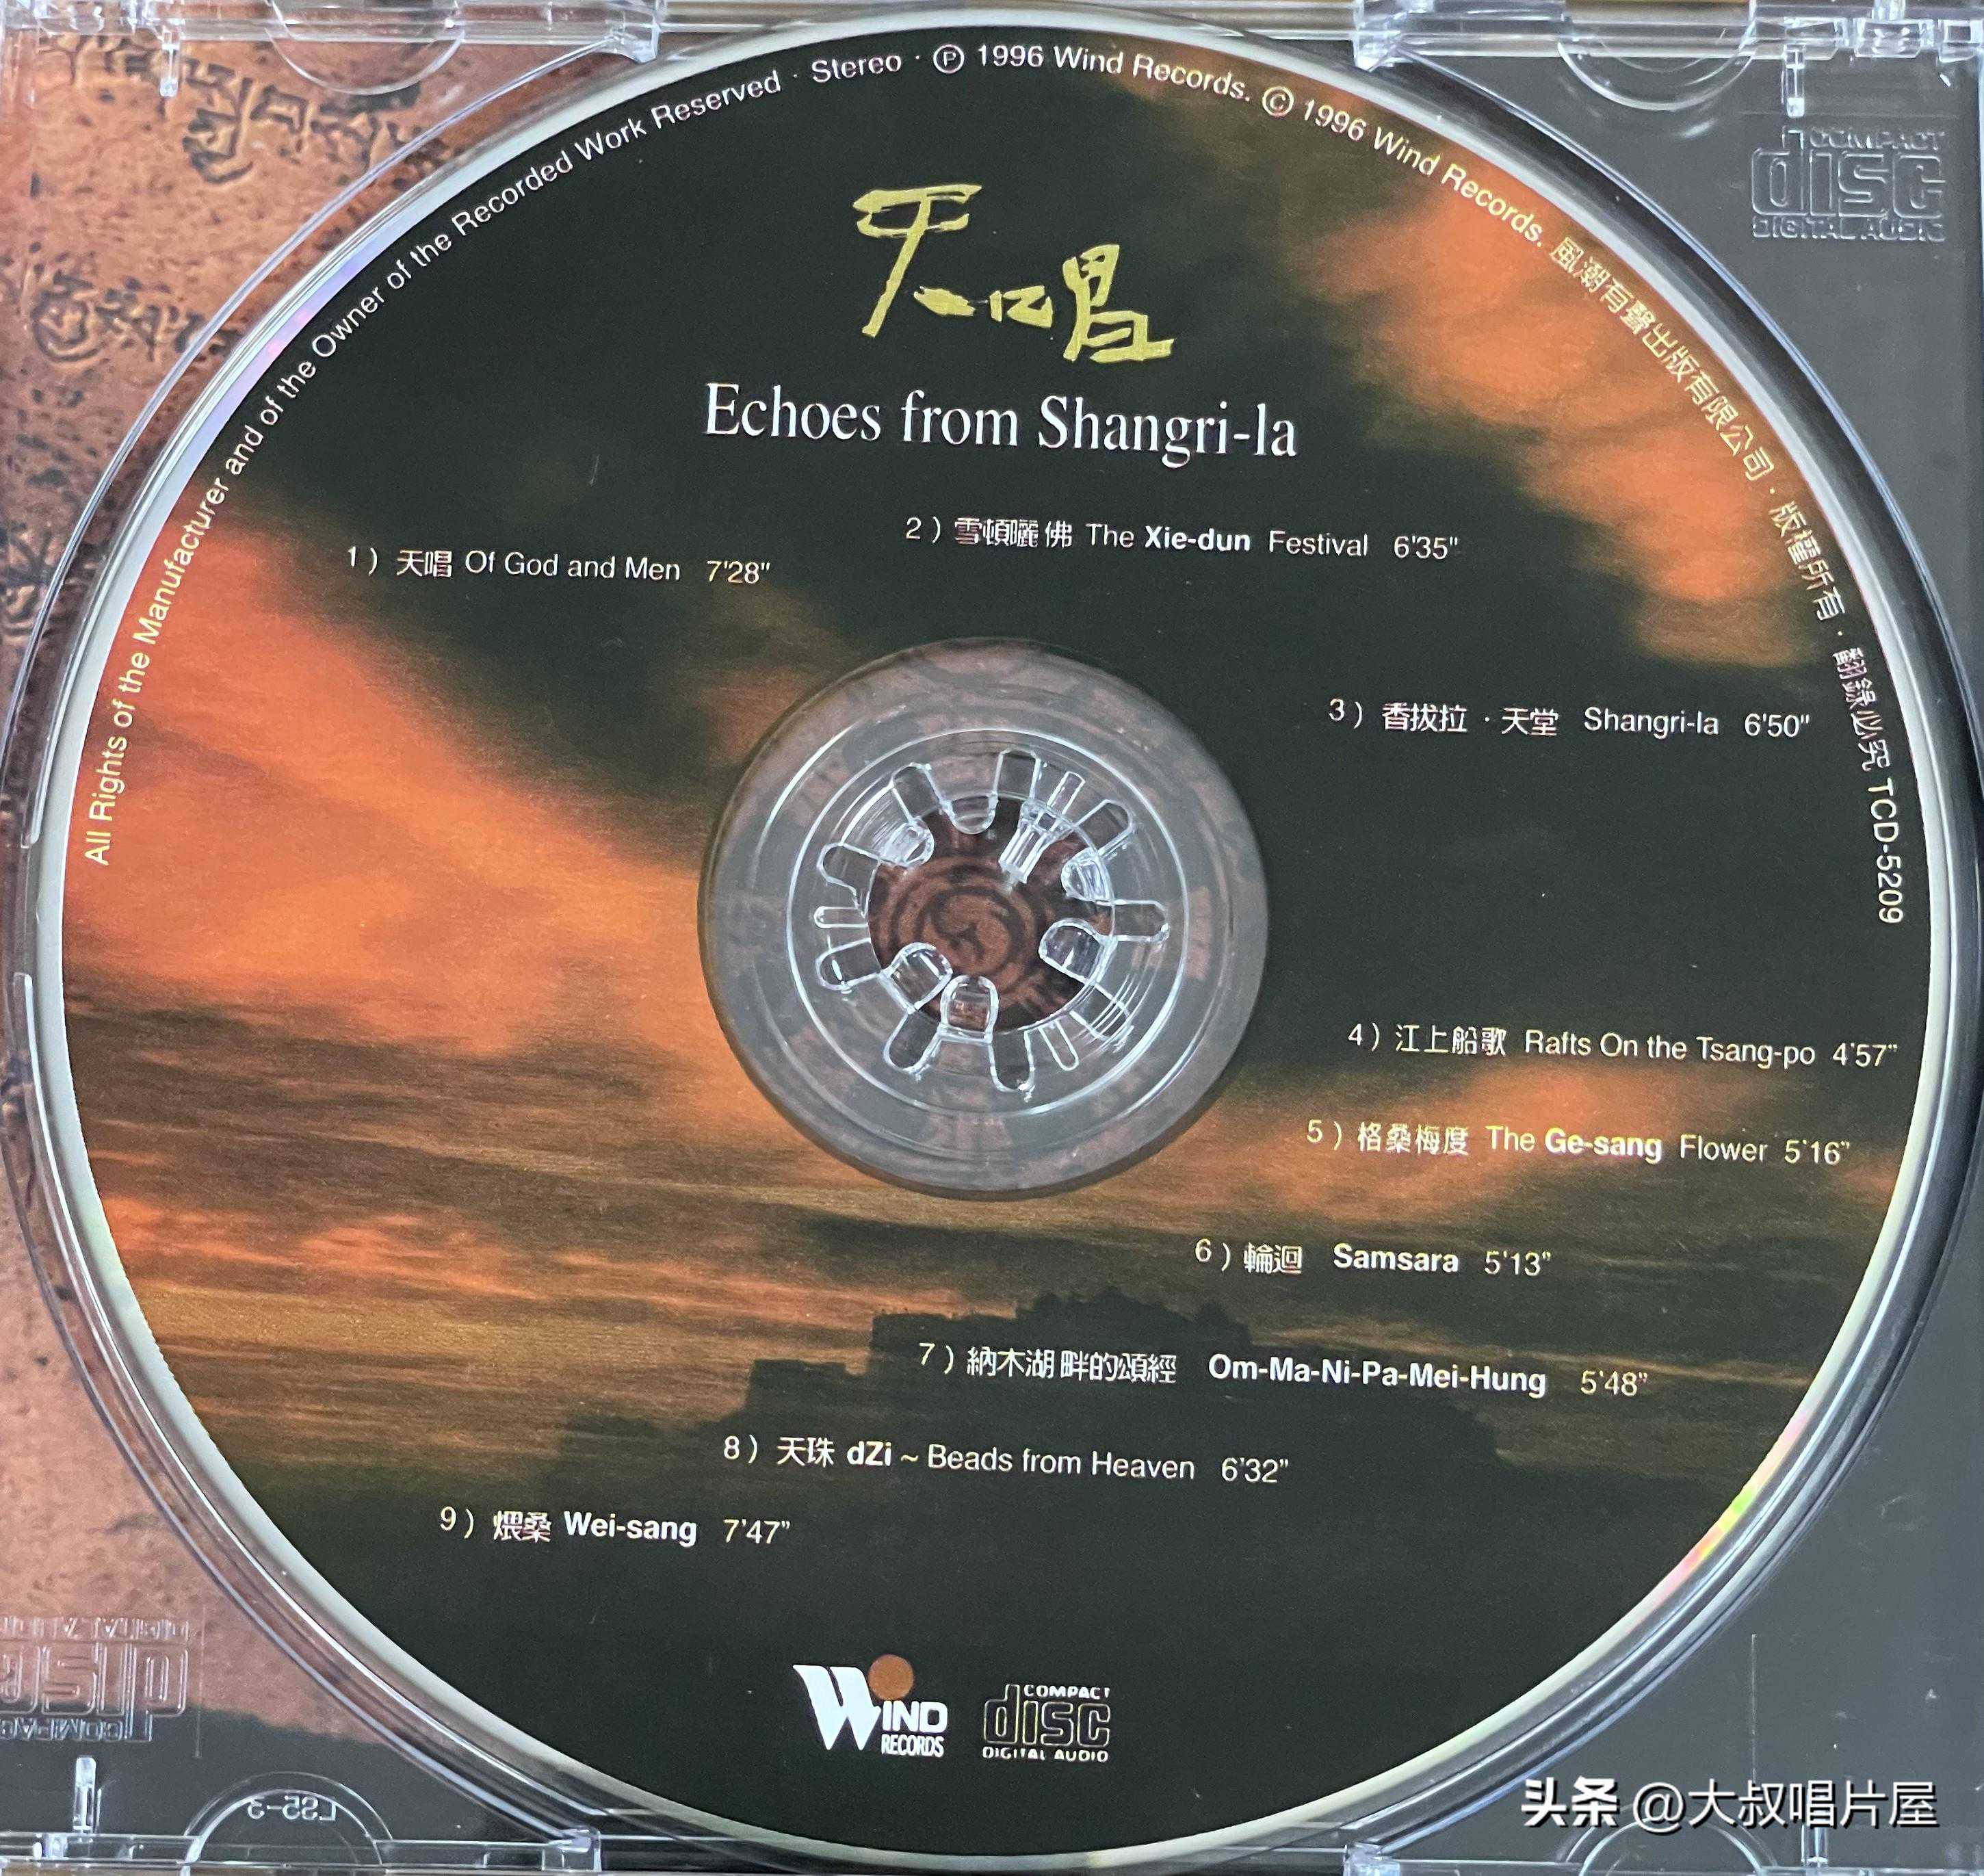 All Rights of the Manufacturer and of the Owner of the Recorded Work Reserved · Stereo · Ⓟ 1996 Wind Records. © 1996 Wind Records. 風潮有聲出版有限公司 · 版權所有 · 翻錄必究 TCD-5209
天唱
Echoes from Shangri-la
1）天唱 Of God and Men 7'28"
2）雪頓曬佛 The Xie-dun Festival 6'35"
3）香拔拉 · 天堂 Shangri-la 6'50"
4）江上船歌 Rafts On the Tsang-po 4'57"
5）格桑梅度 The Ge-sang Flower 5'16"
6）輪迴 Samsara 5'13"
7）納木湖畔的頌經 Om-Ma-Ni-Pa-Mei-Hung 5'48"
8）天珠 dZi ~ Beads from Heaven 6'32"
9）煨桑 Wei-sang 7'47"
WIND
RECORDS
COMPACT
disc
DIGITAL AUDIO
COMPACT
disc
DIGITAL AUDIO
COMPACT
disc
DIGITAL AUDIO
头条 @大叔唱片屋